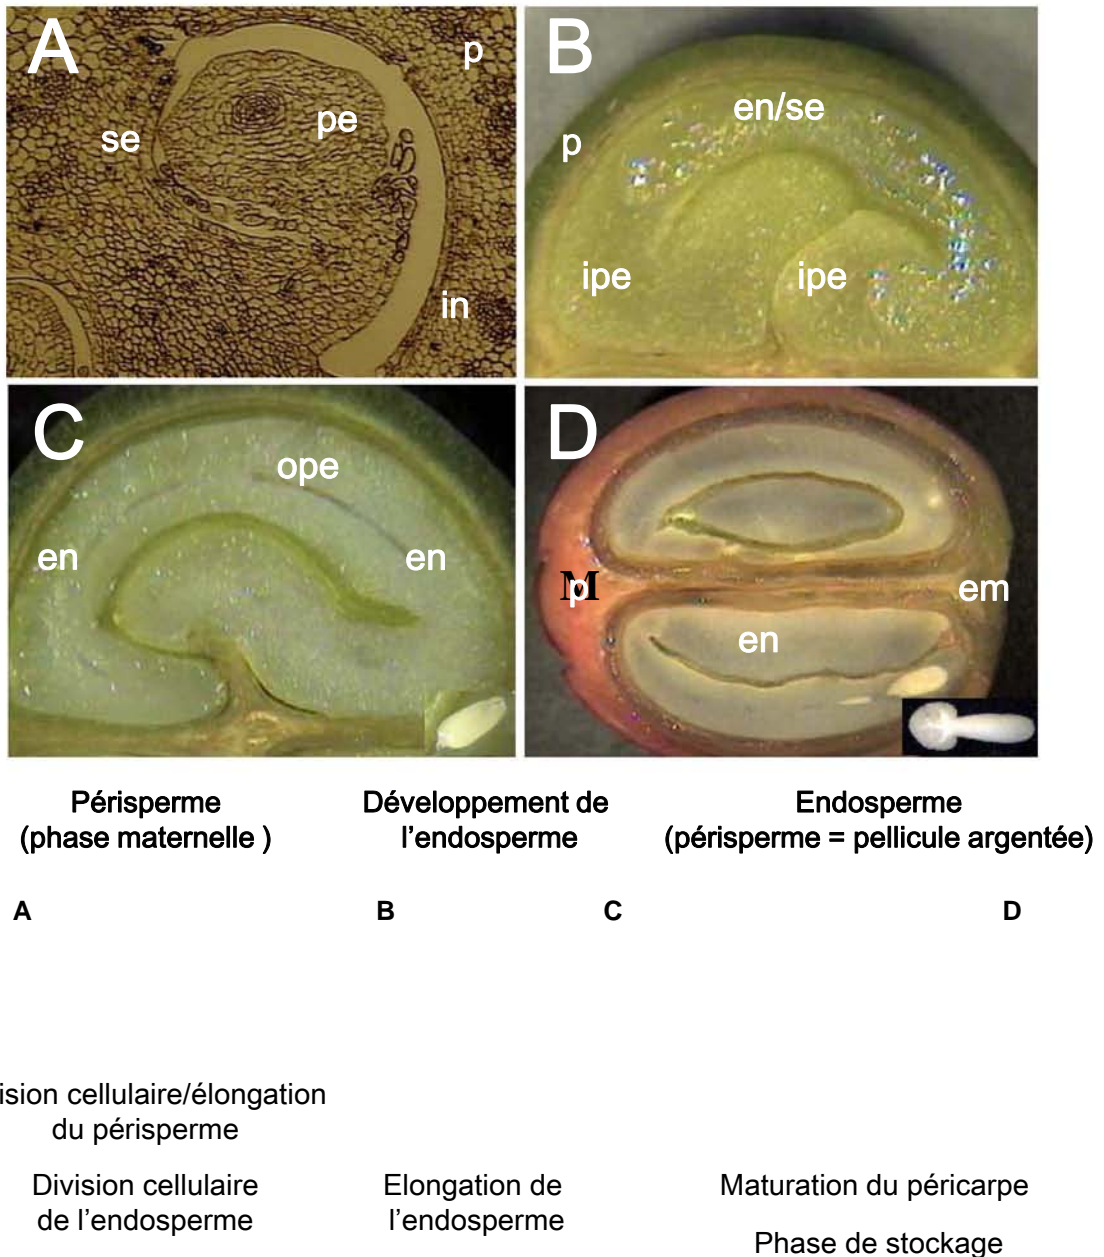 A
p
pe
se
in
B
en/se
p
ipe
ipe
C
ope
en
en
D
M
p
em
en
Périsperme
(phase maternelle )
Développement de
l'endosperme
Endosperme
(périsperme = pellicule argentée)
A
B
C
D
ision cellulaire/élongation
du périsperme
Division cellulaire
de l'endosperme
Elongation de
l'endosperme
Maturation du péricarpe
Phase de stockage